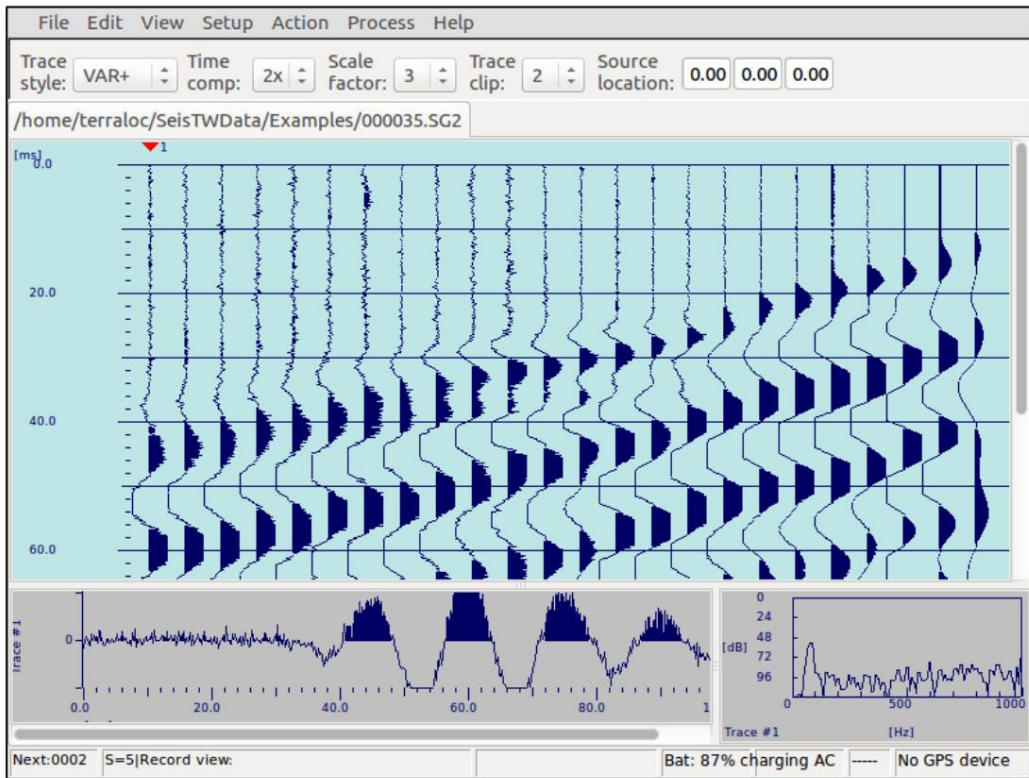 File Edit View Setup Action Process Help
Trace style: VAR+ Time comp: 2x Scale factor: 3 Trace clip: 2 Source location: 0.00 0.00 0.00
/home/terraloc/SeisTWData/Examples/000035.SG2
[ms]
1
0.0
20.0
40.0
60.0
Trace #1
0
0.0 20.0 40.0 60.0 80.0 1
0
24
48
[dB]
72
96
0 500 1000
Trace #1 [Hz]
Next:0002 S=5|Record view: Bat: 87% charging AC ----- No GPS device